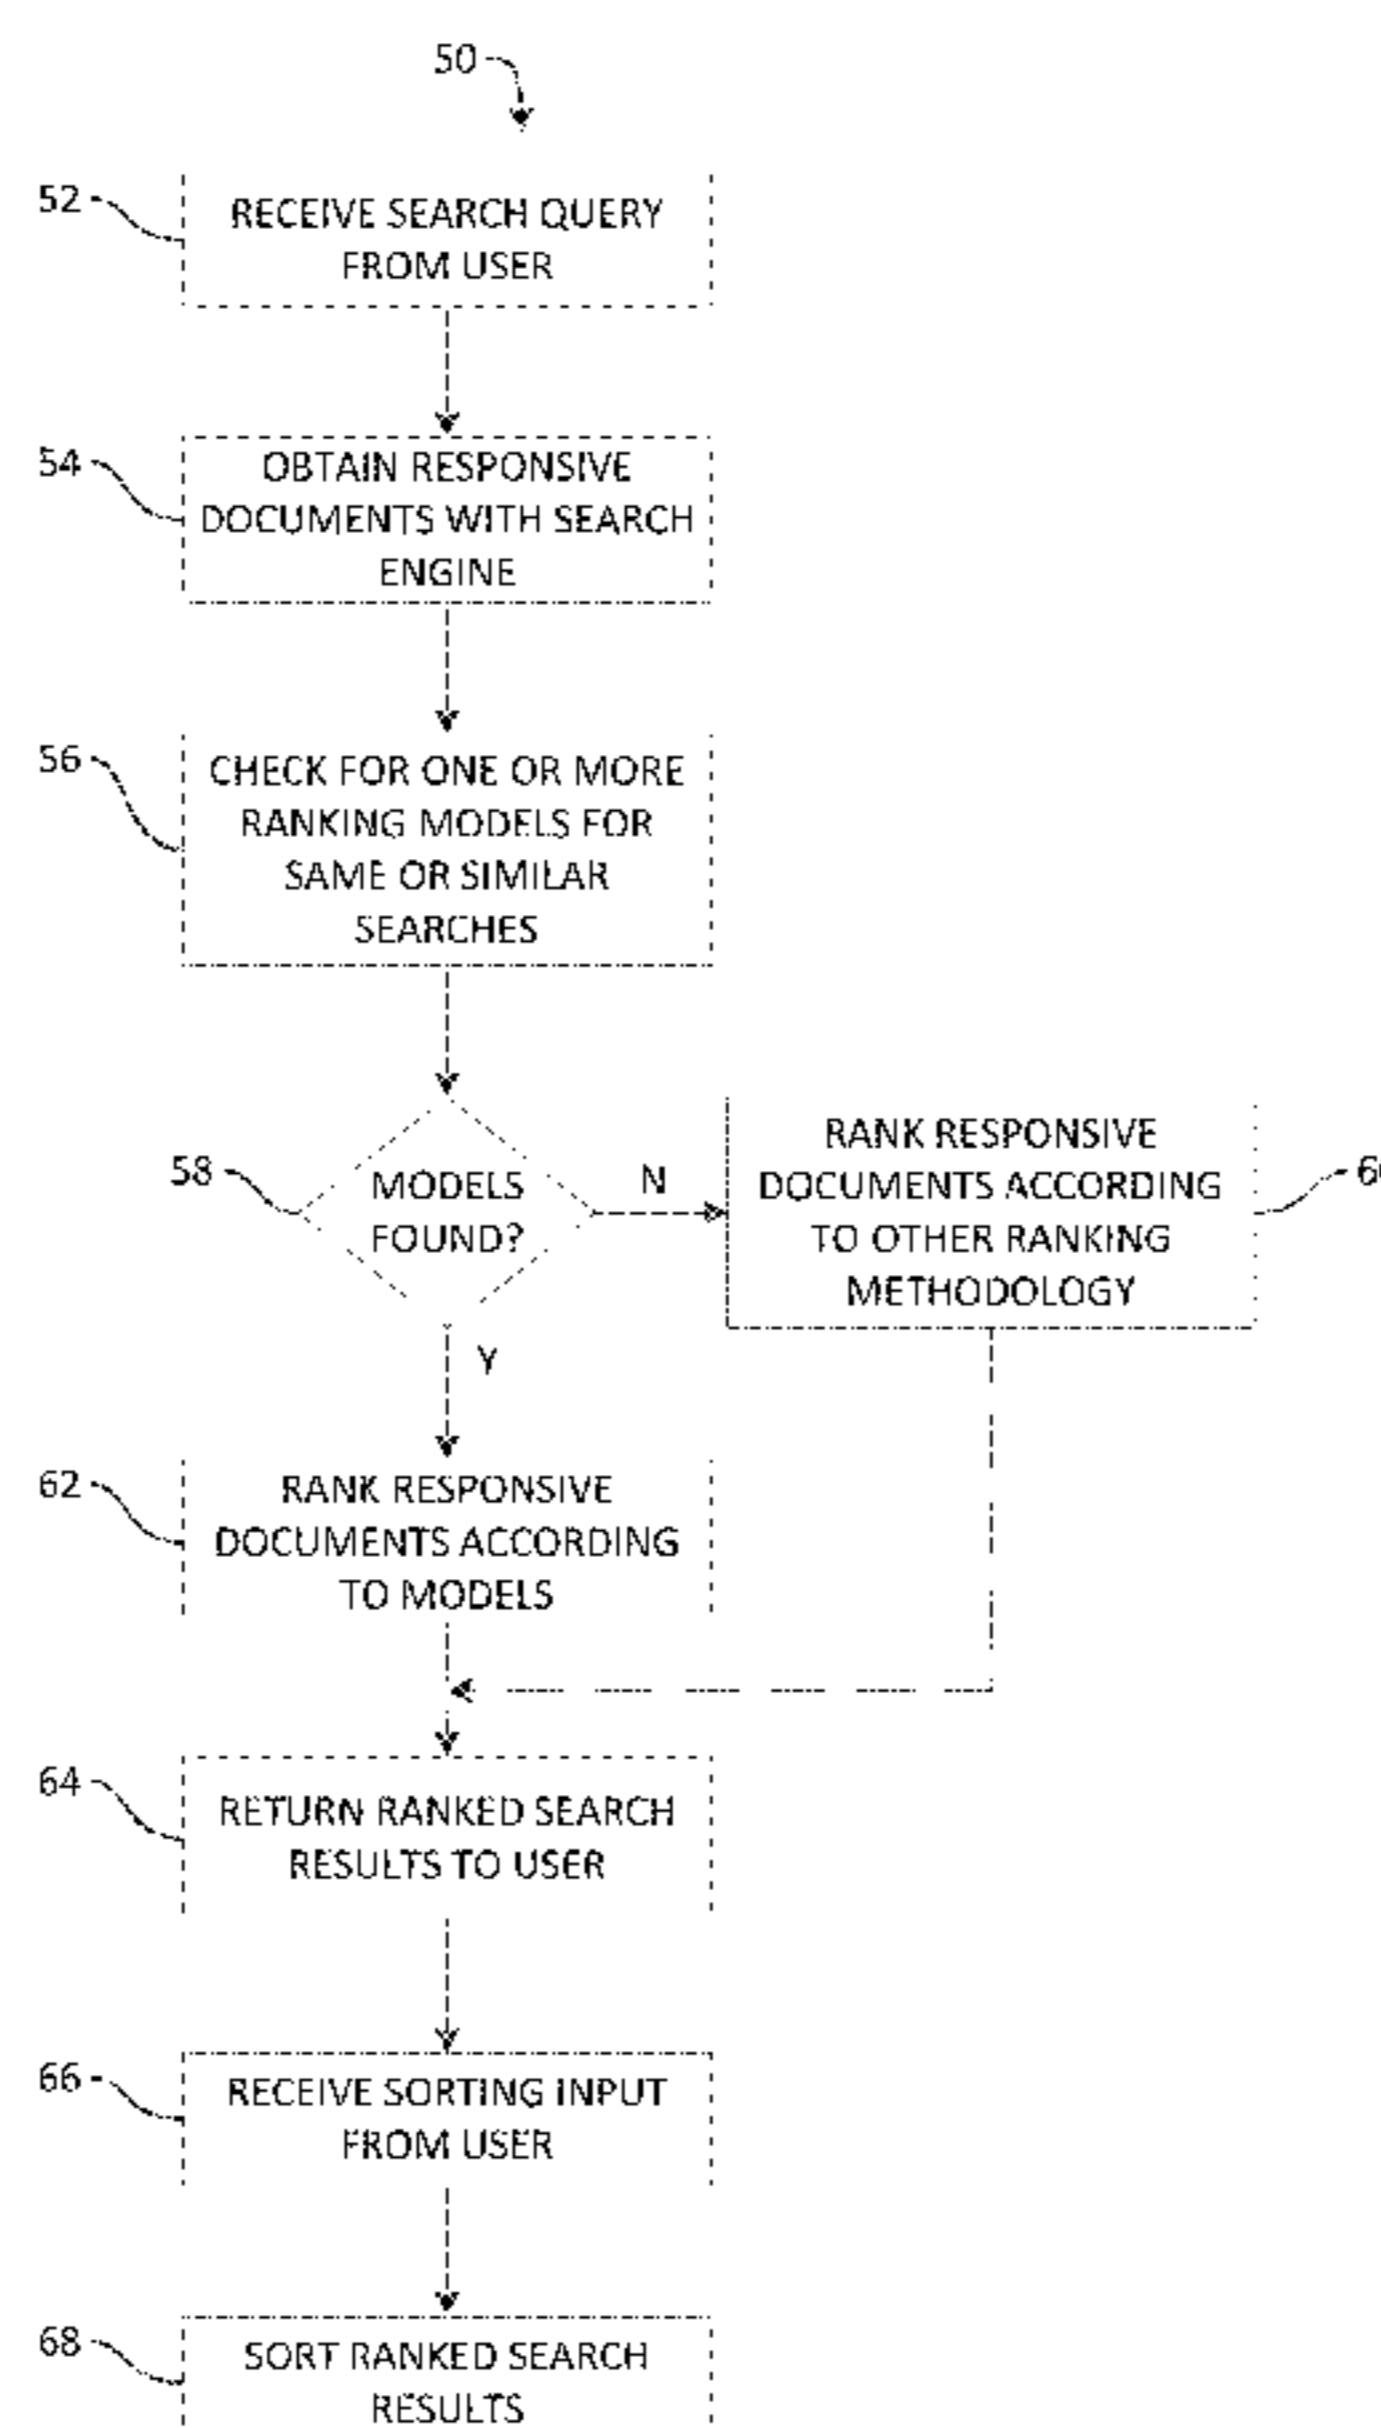 50
52
RECEIVE SEARCH QUERY
FROM USER
54
OBTAIN RESPONSIVE
DOCUMENTS WITH SEARCH
ENGINE
56
CHECK FOR ONE OR MORE
RANKING MODELS FOR
SAME OR SIMILAR
SEARCHES
58
MODELS
FOUND?
N
RANK RESPONSIVE
DOCUMENTS ACCORDING
TO OTHER RANKING
METHODOLOGY
Y
62
RANK RESPONSIVE
DOCUMENTS ACCORDING
TO MODELS
64
RETURN RANKED SEARCH
RESULTS TO USER
66
RECEIVE SORTING INPUT
FROM USER
68
SORT RANKED SEARCH
RESULTS